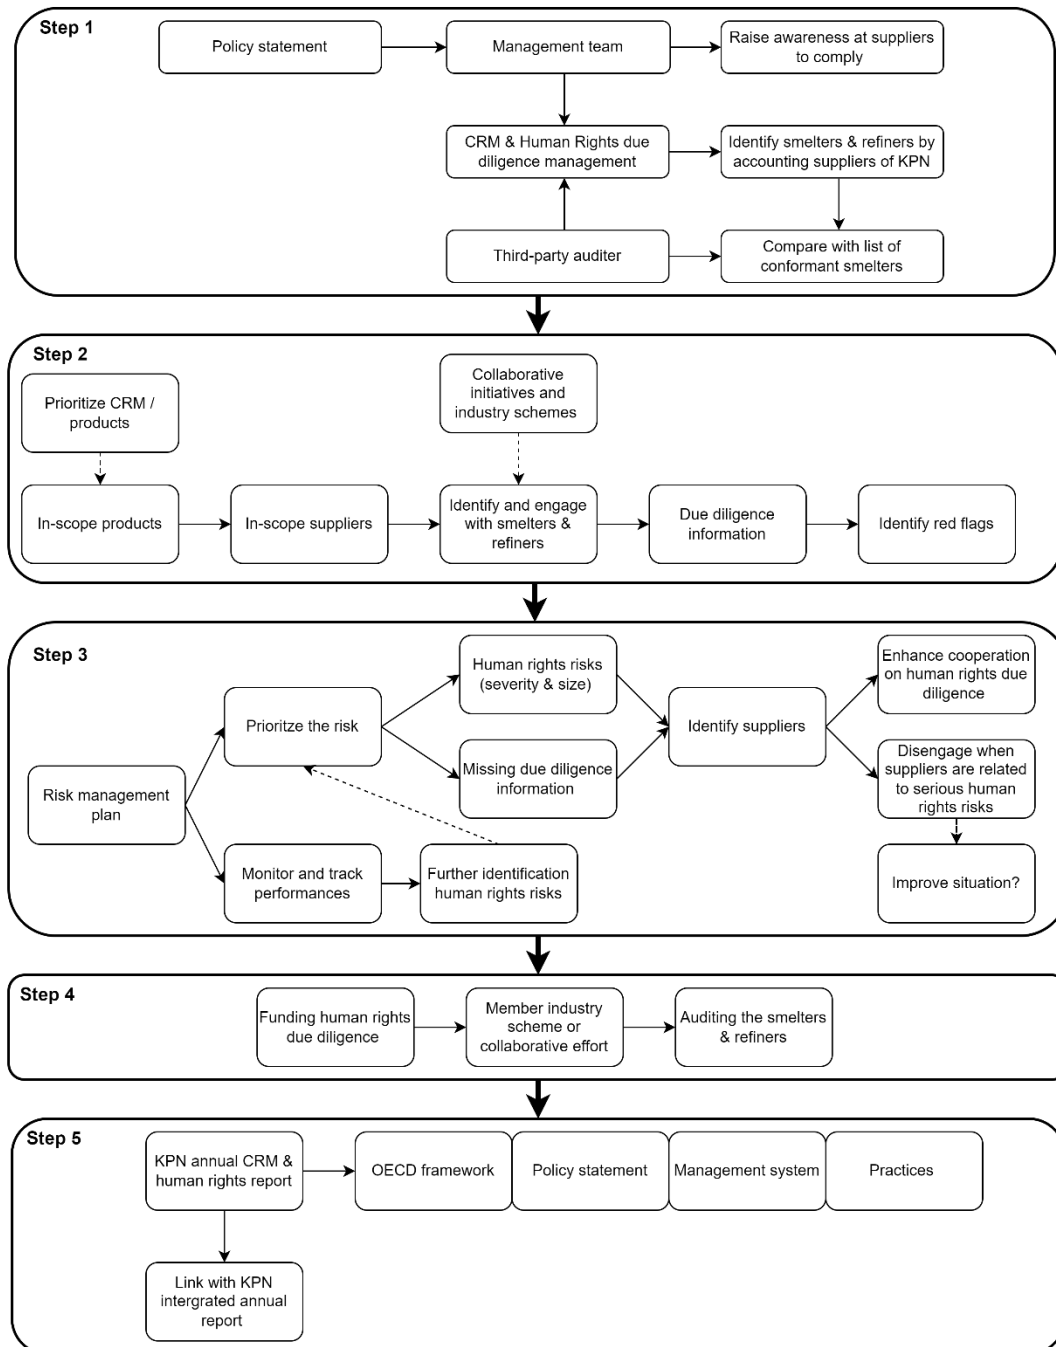 Step 1
Policy statement
Management team
Raise awareness at suppliers
to comply
CRM & Human Rights due
diligence management
Identify smelters & refiners by
accounting suppliers of KPN
Third-party auditer
Compare with list of
conformant smelters
Step 2
Prioritize CRM /
products
Collaborative
initiatives and
industry schemes
In-scope products
In-scope suppliers
Identify and engage
with smelters &
refiners
Due diligence
information
Identify red flags
Step 3
Risk management
plan
Prioritze the risk
Human rights risks
(severity & size)
Missing due diligence
information
Identify suppliers
Enhance cooperation
on human rights due
diligence
Disengage when
suppliers are related
to serious human
rights risks
Monitor and track
performances
Further identification
human rights risks
Improve situation?
Step 4
Funding human rights
due diligence
Member industry
scheme or
collaborative effort
Auditing the smelters
& refiners
Step 5
KPN annual CRM &
human rights report
OECD framework
Policy statement
Management system
Practices
Link with KPN
intergrated annual
report